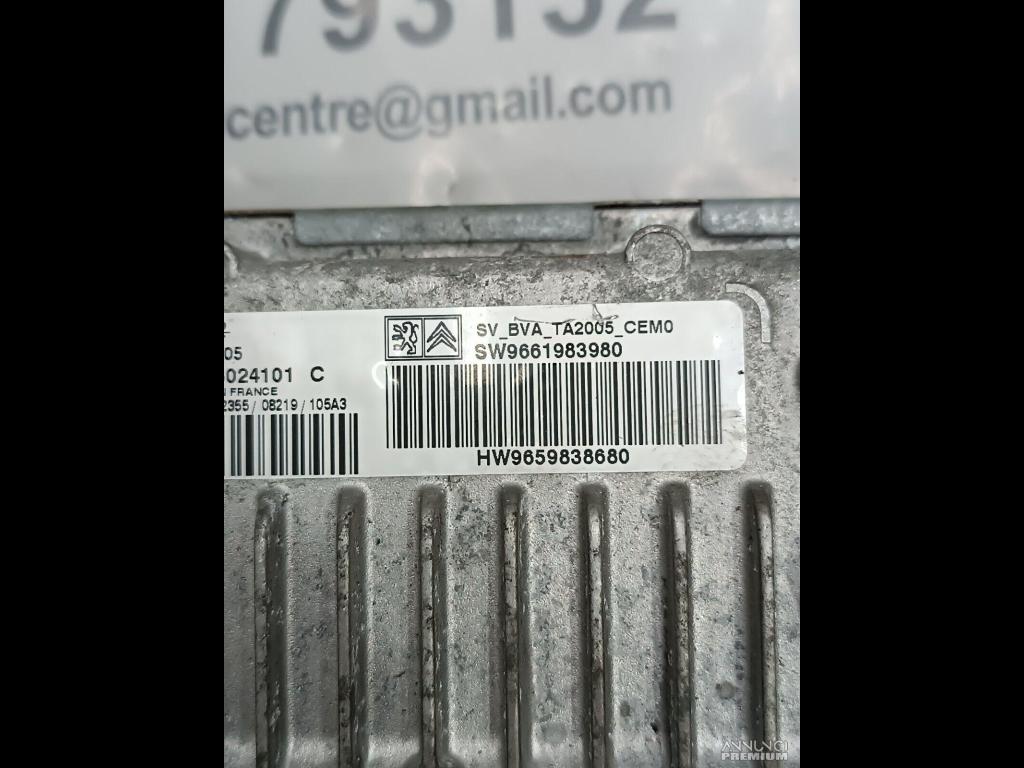 793152
centre@gmail.com
SV_BVA_TA2005_CEM0
SW9661983980
HW9659838680
05
024101 C
FRANCE
2355/08219/105A3
ANNUNCI
PREMIUM